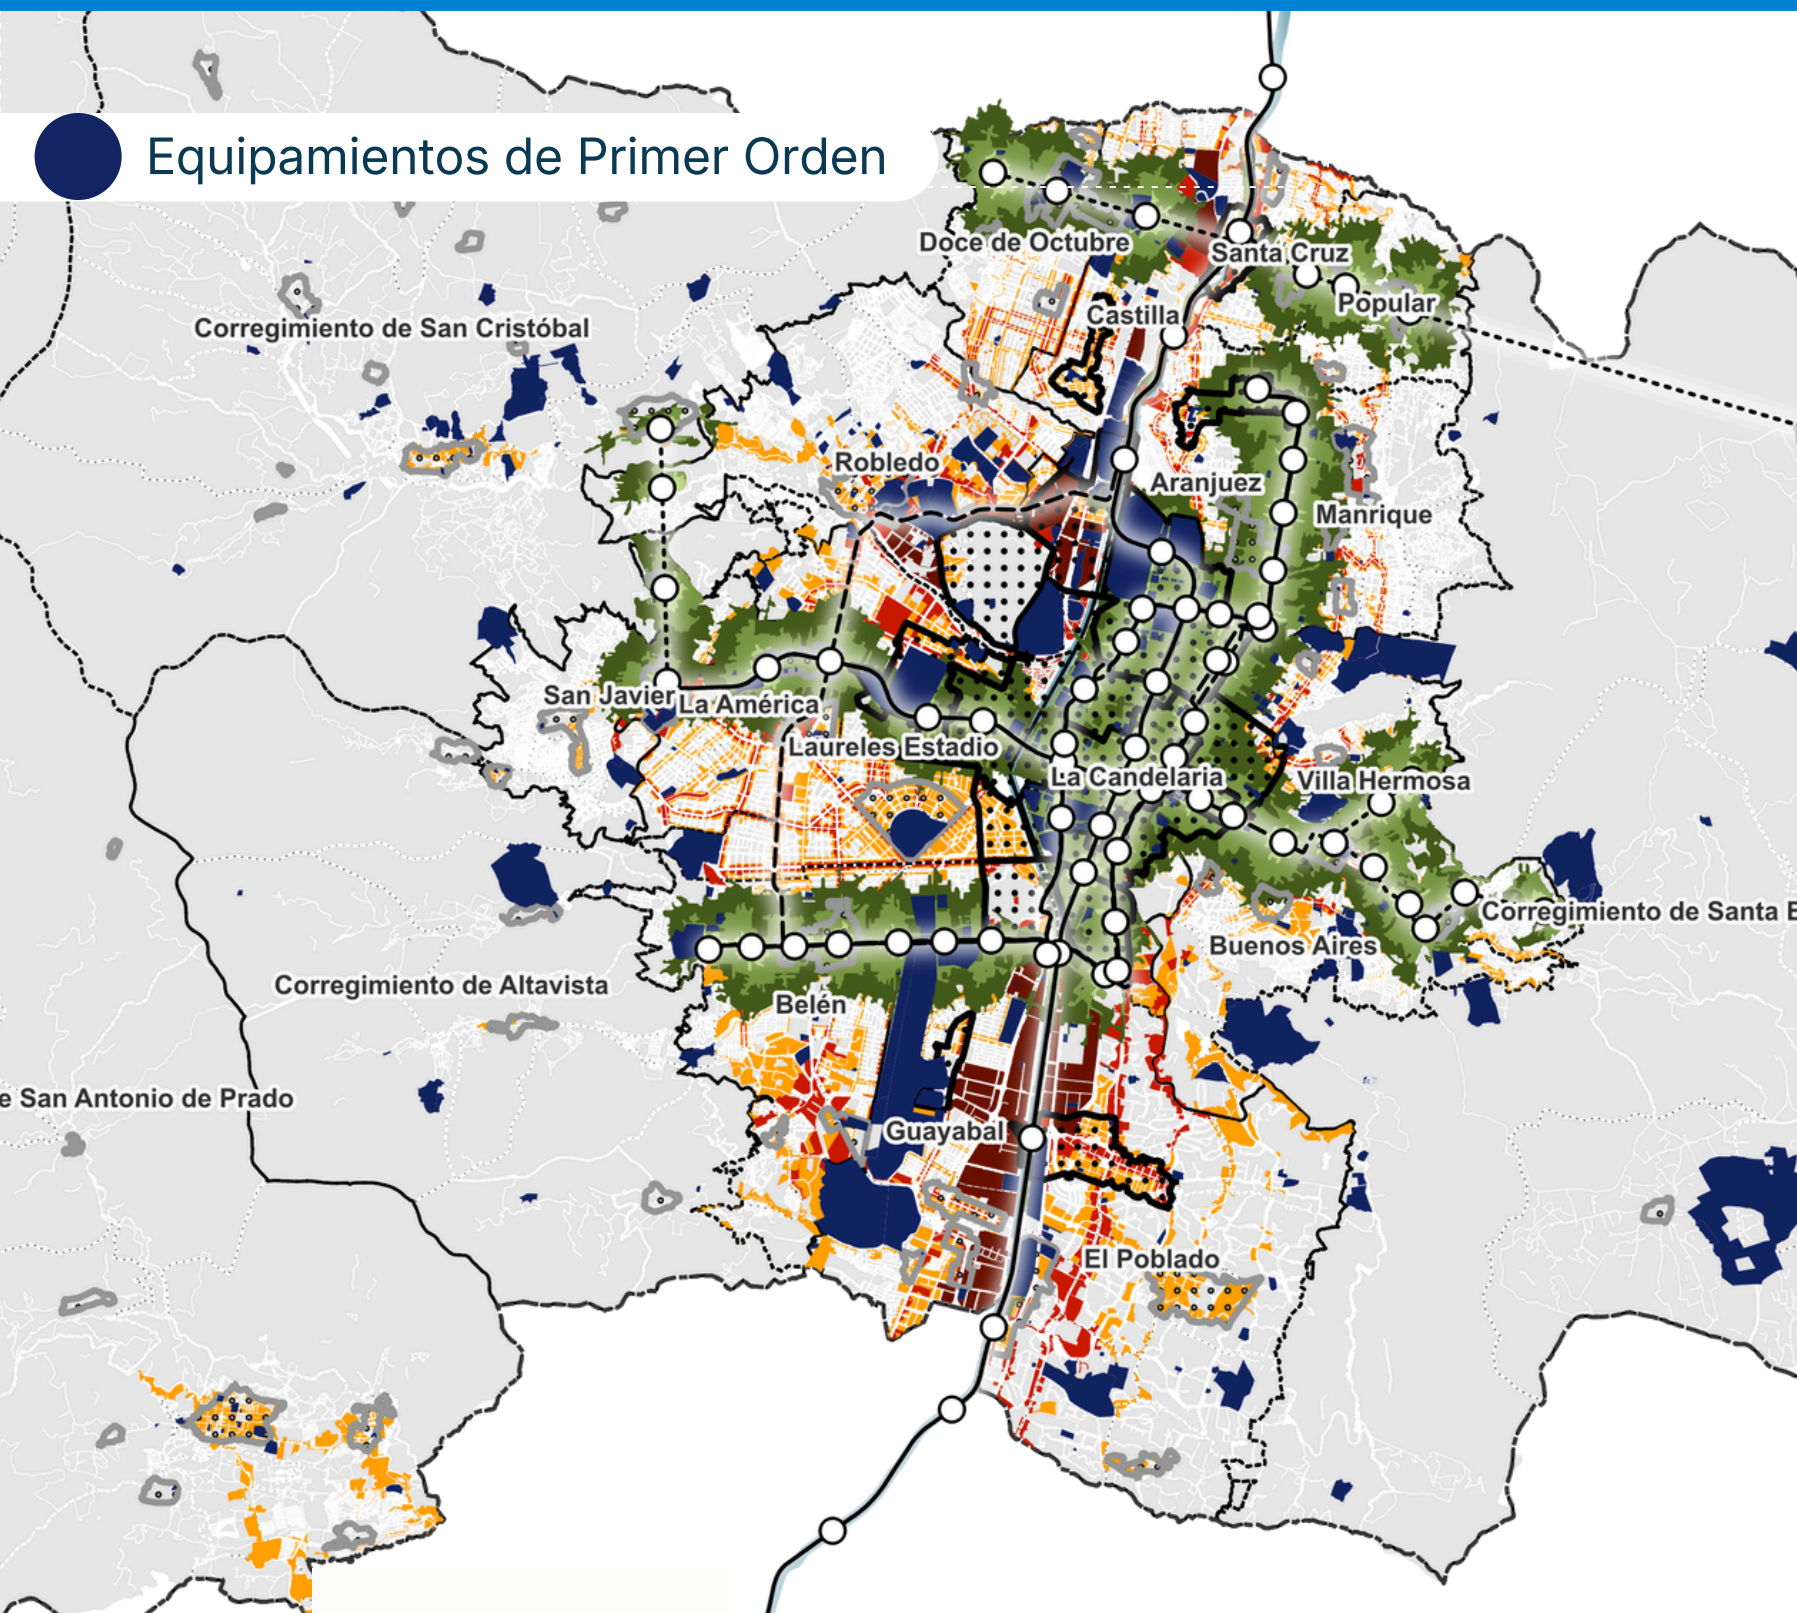 Equipamientos de Primer Orden
Doce de Octubre
Santa Cruz
Popular
Castilla
Corregimiento de San Cristóbal
Robledo
Aranjuez
Manrique
San Javier
La América
Laureles Estadio
La Candelaria
Villa Hermosa
Corregimiento de Santa E
Buenos Aires
Corregimiento de Altavista
Belén
e San Antonio de Prado
Guayabal
El Poblado